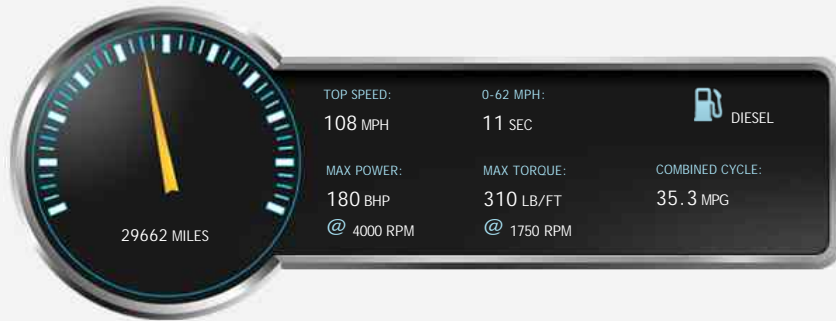 TOP SPEED:
108 MPH
0-62 MPH:
11 SEC
DIESEL
MAX POWER:
180 BHP
@ 4000 RPM
MAX TORQUE:
310 LB/FT
@ 1750 RPM
COMBINED CYCLE:
35.3 MPG
29662 MILES